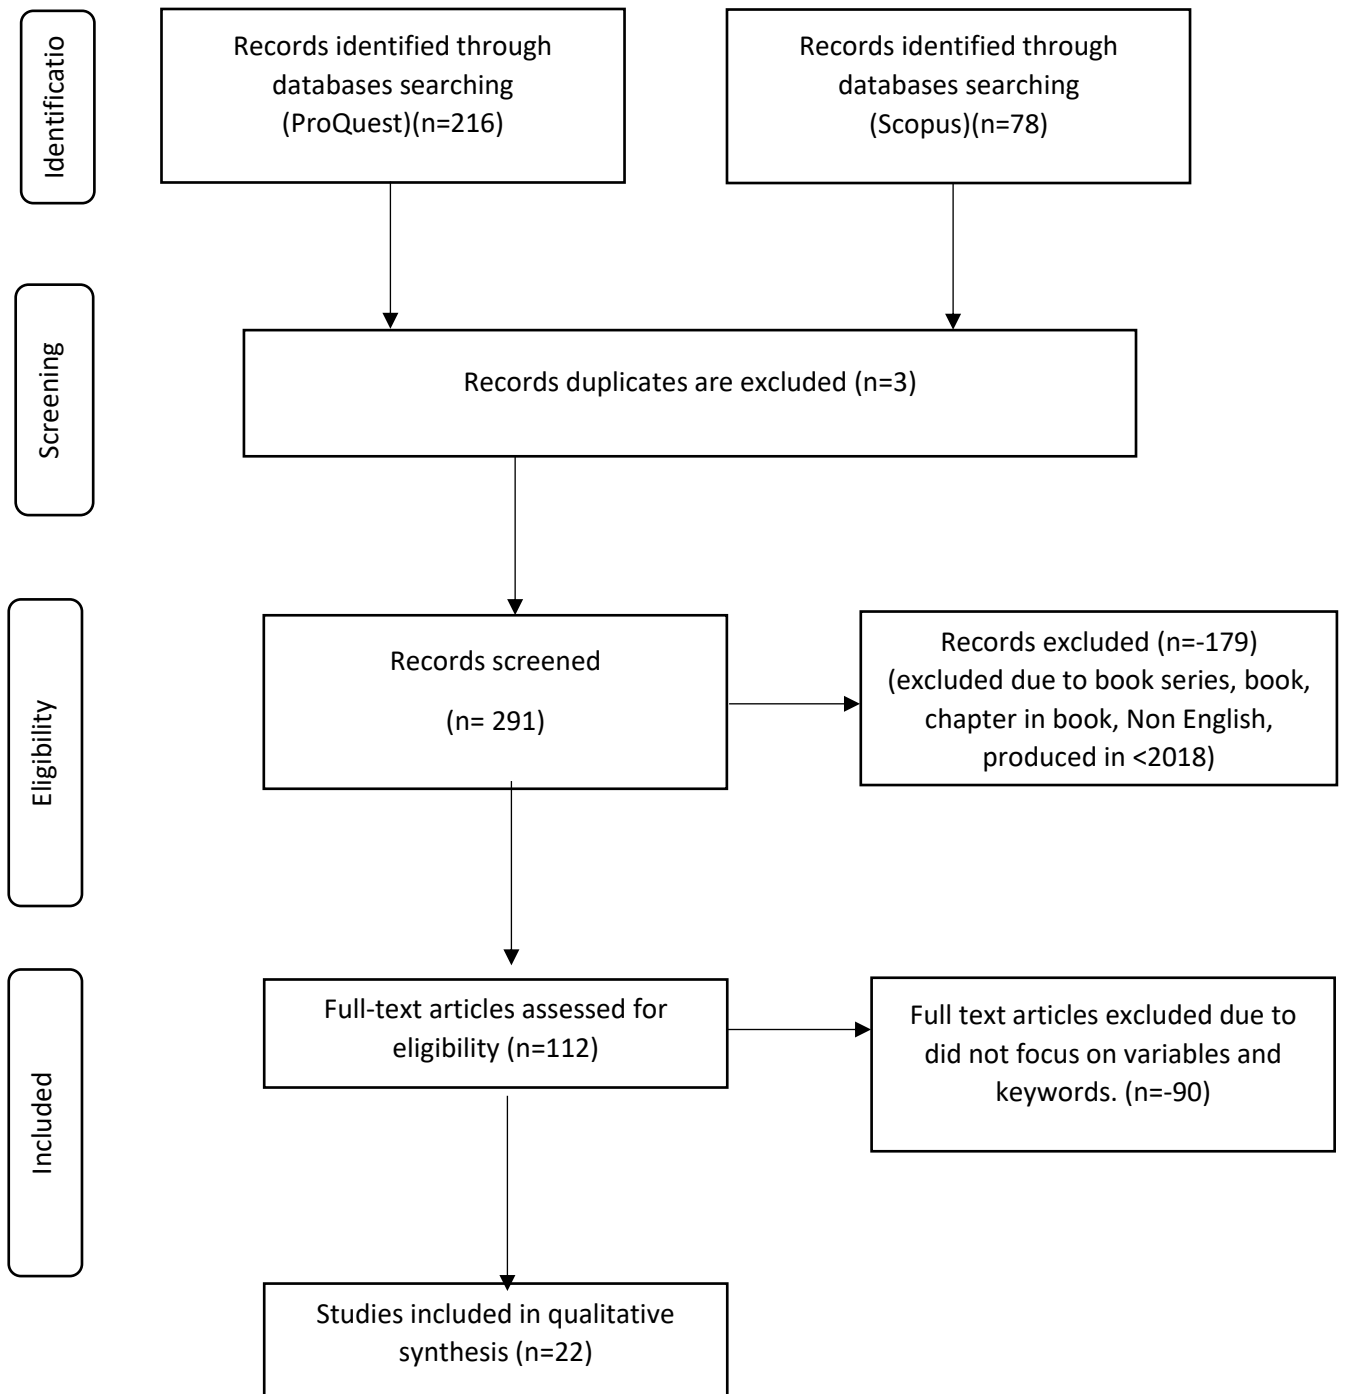 Identificatio
Records identified through
databases searching
(ProQuest)(n=216)
Records identified through
databases searching
(Scopus)(n=78)
Screening
Records duplicates are excluded (n=3)
Eligibility
Records screened
(n= 291)
Records excluded (n=-179)
(excluded due to book series, book,
chapter in book, Non English,
produced in <2018)
Included
Full-text articles assessed for
eligibility (n=112)
Full text articles excluded due to
did not focus on variables and
keywords. (n=-90)
Studies included in qualitative
synthesis (n=22)